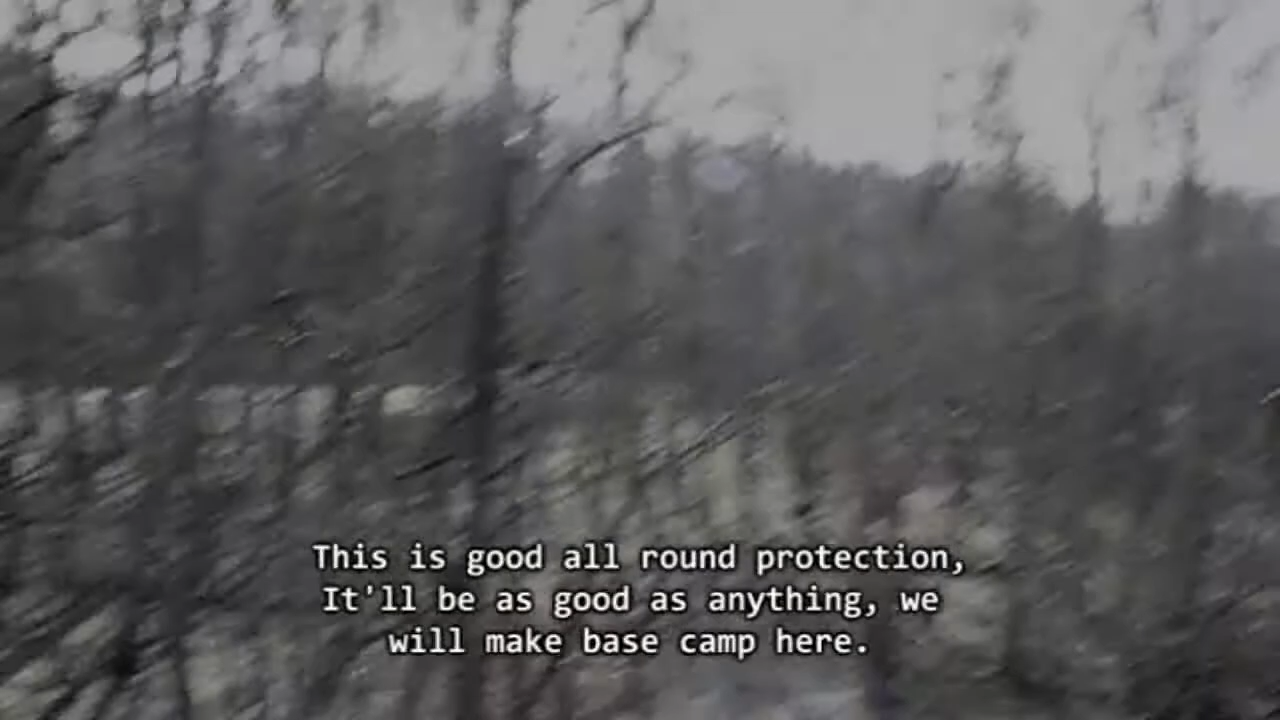 This is good all round protection,
It'll be as good as anything, we
will make base camp here.